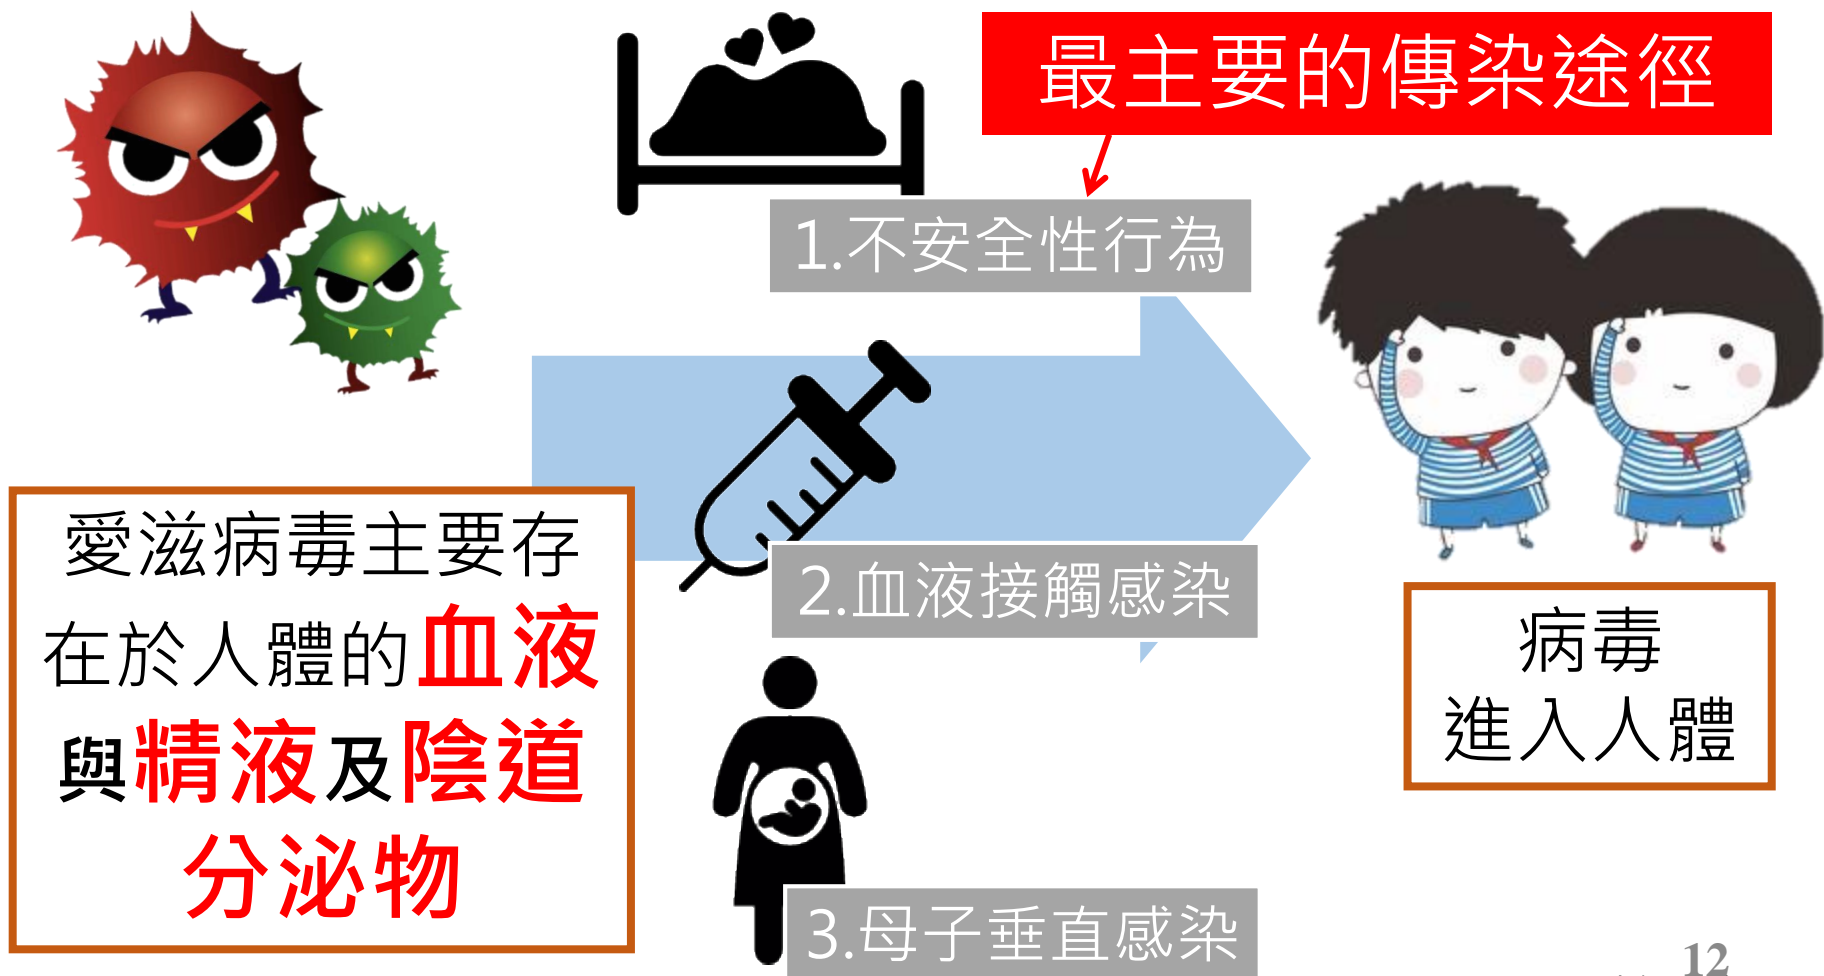 最主要的傳染途徑
1.不安全性行為
2.血液接觸感染
3.母子垂直感染
愛滋病毒主要存
在於人體的血液
與精液及陰道
分泌物
病毒
進入人體
12